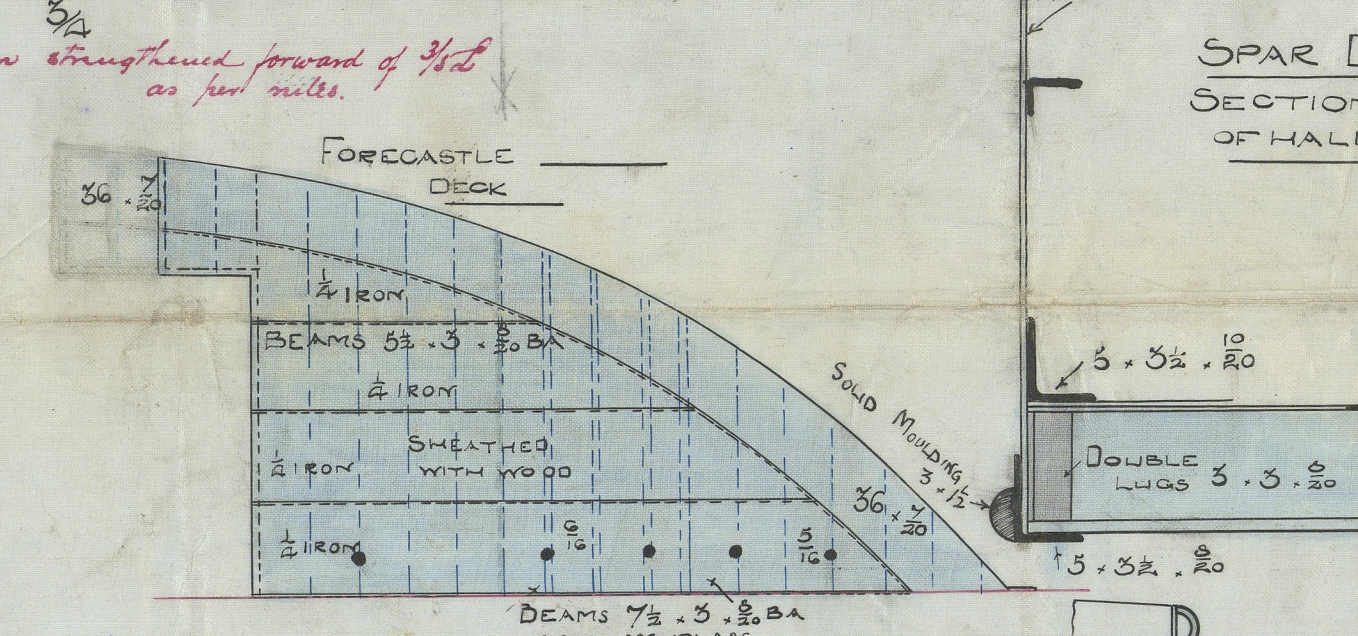 3/4
strengthened forward of 3/5 L
as per rules.
SPAR D
SECTION
OF HAL
FORECASTLE
DECK
36 × 7/20
1/4 IRON
BEAMS 5½ × 3 × 8/20 BA
1/4 IRON
SHEATHED
WITH WOOD
1/4 IRON
1/4 IRON
6/16
5/16
36 × 7/20
SOLID MOULDING
3 × 1½
5 × 3½ × 10/20
DOUBLE
LUGS 3 × 3 × 8/20
5 × 3½ × 8/20
BEAMS 7½ × 3 × 8/20 BA